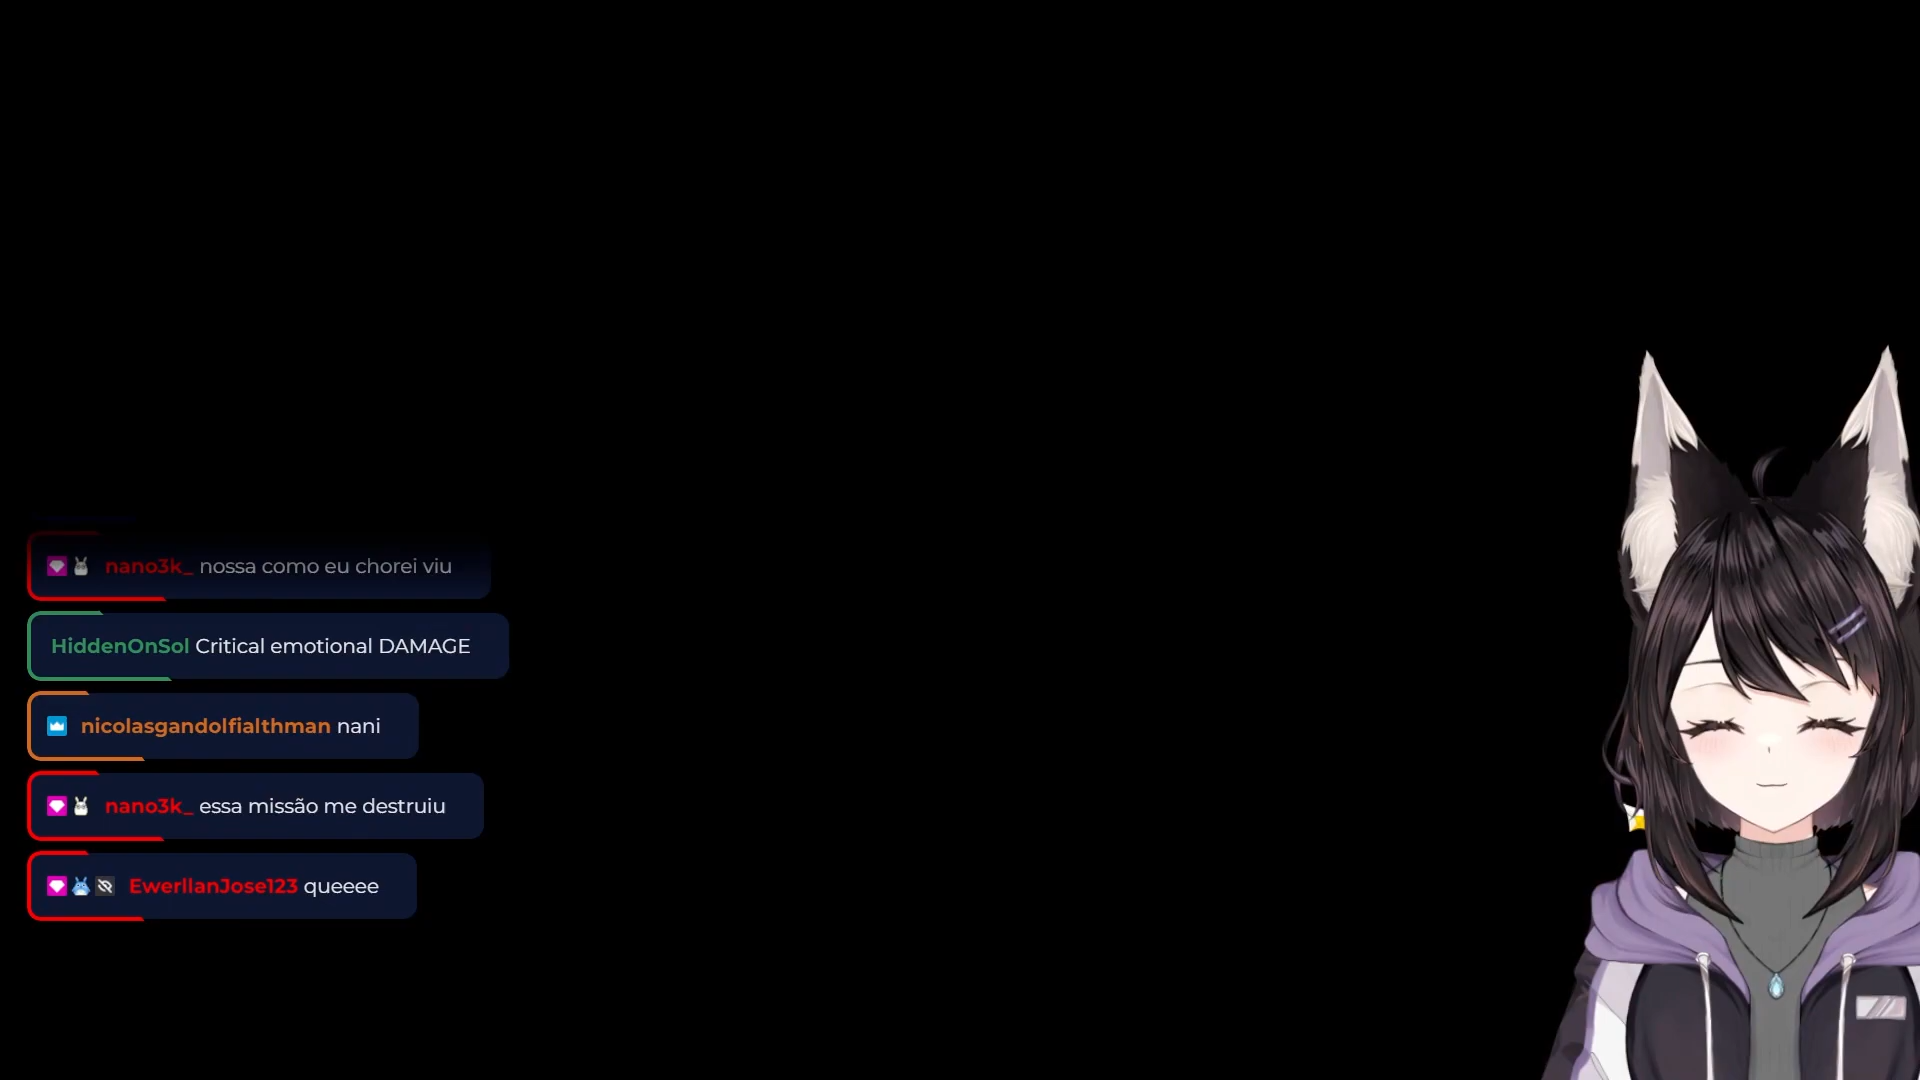 nano3k_ nossa como eu chorei viu
HiddenOnSol Critical emotional DAMAGE
nicolasgandolfialthman nani
nano3k_ essa missão me destruiu
EwerllanJose123 queeee